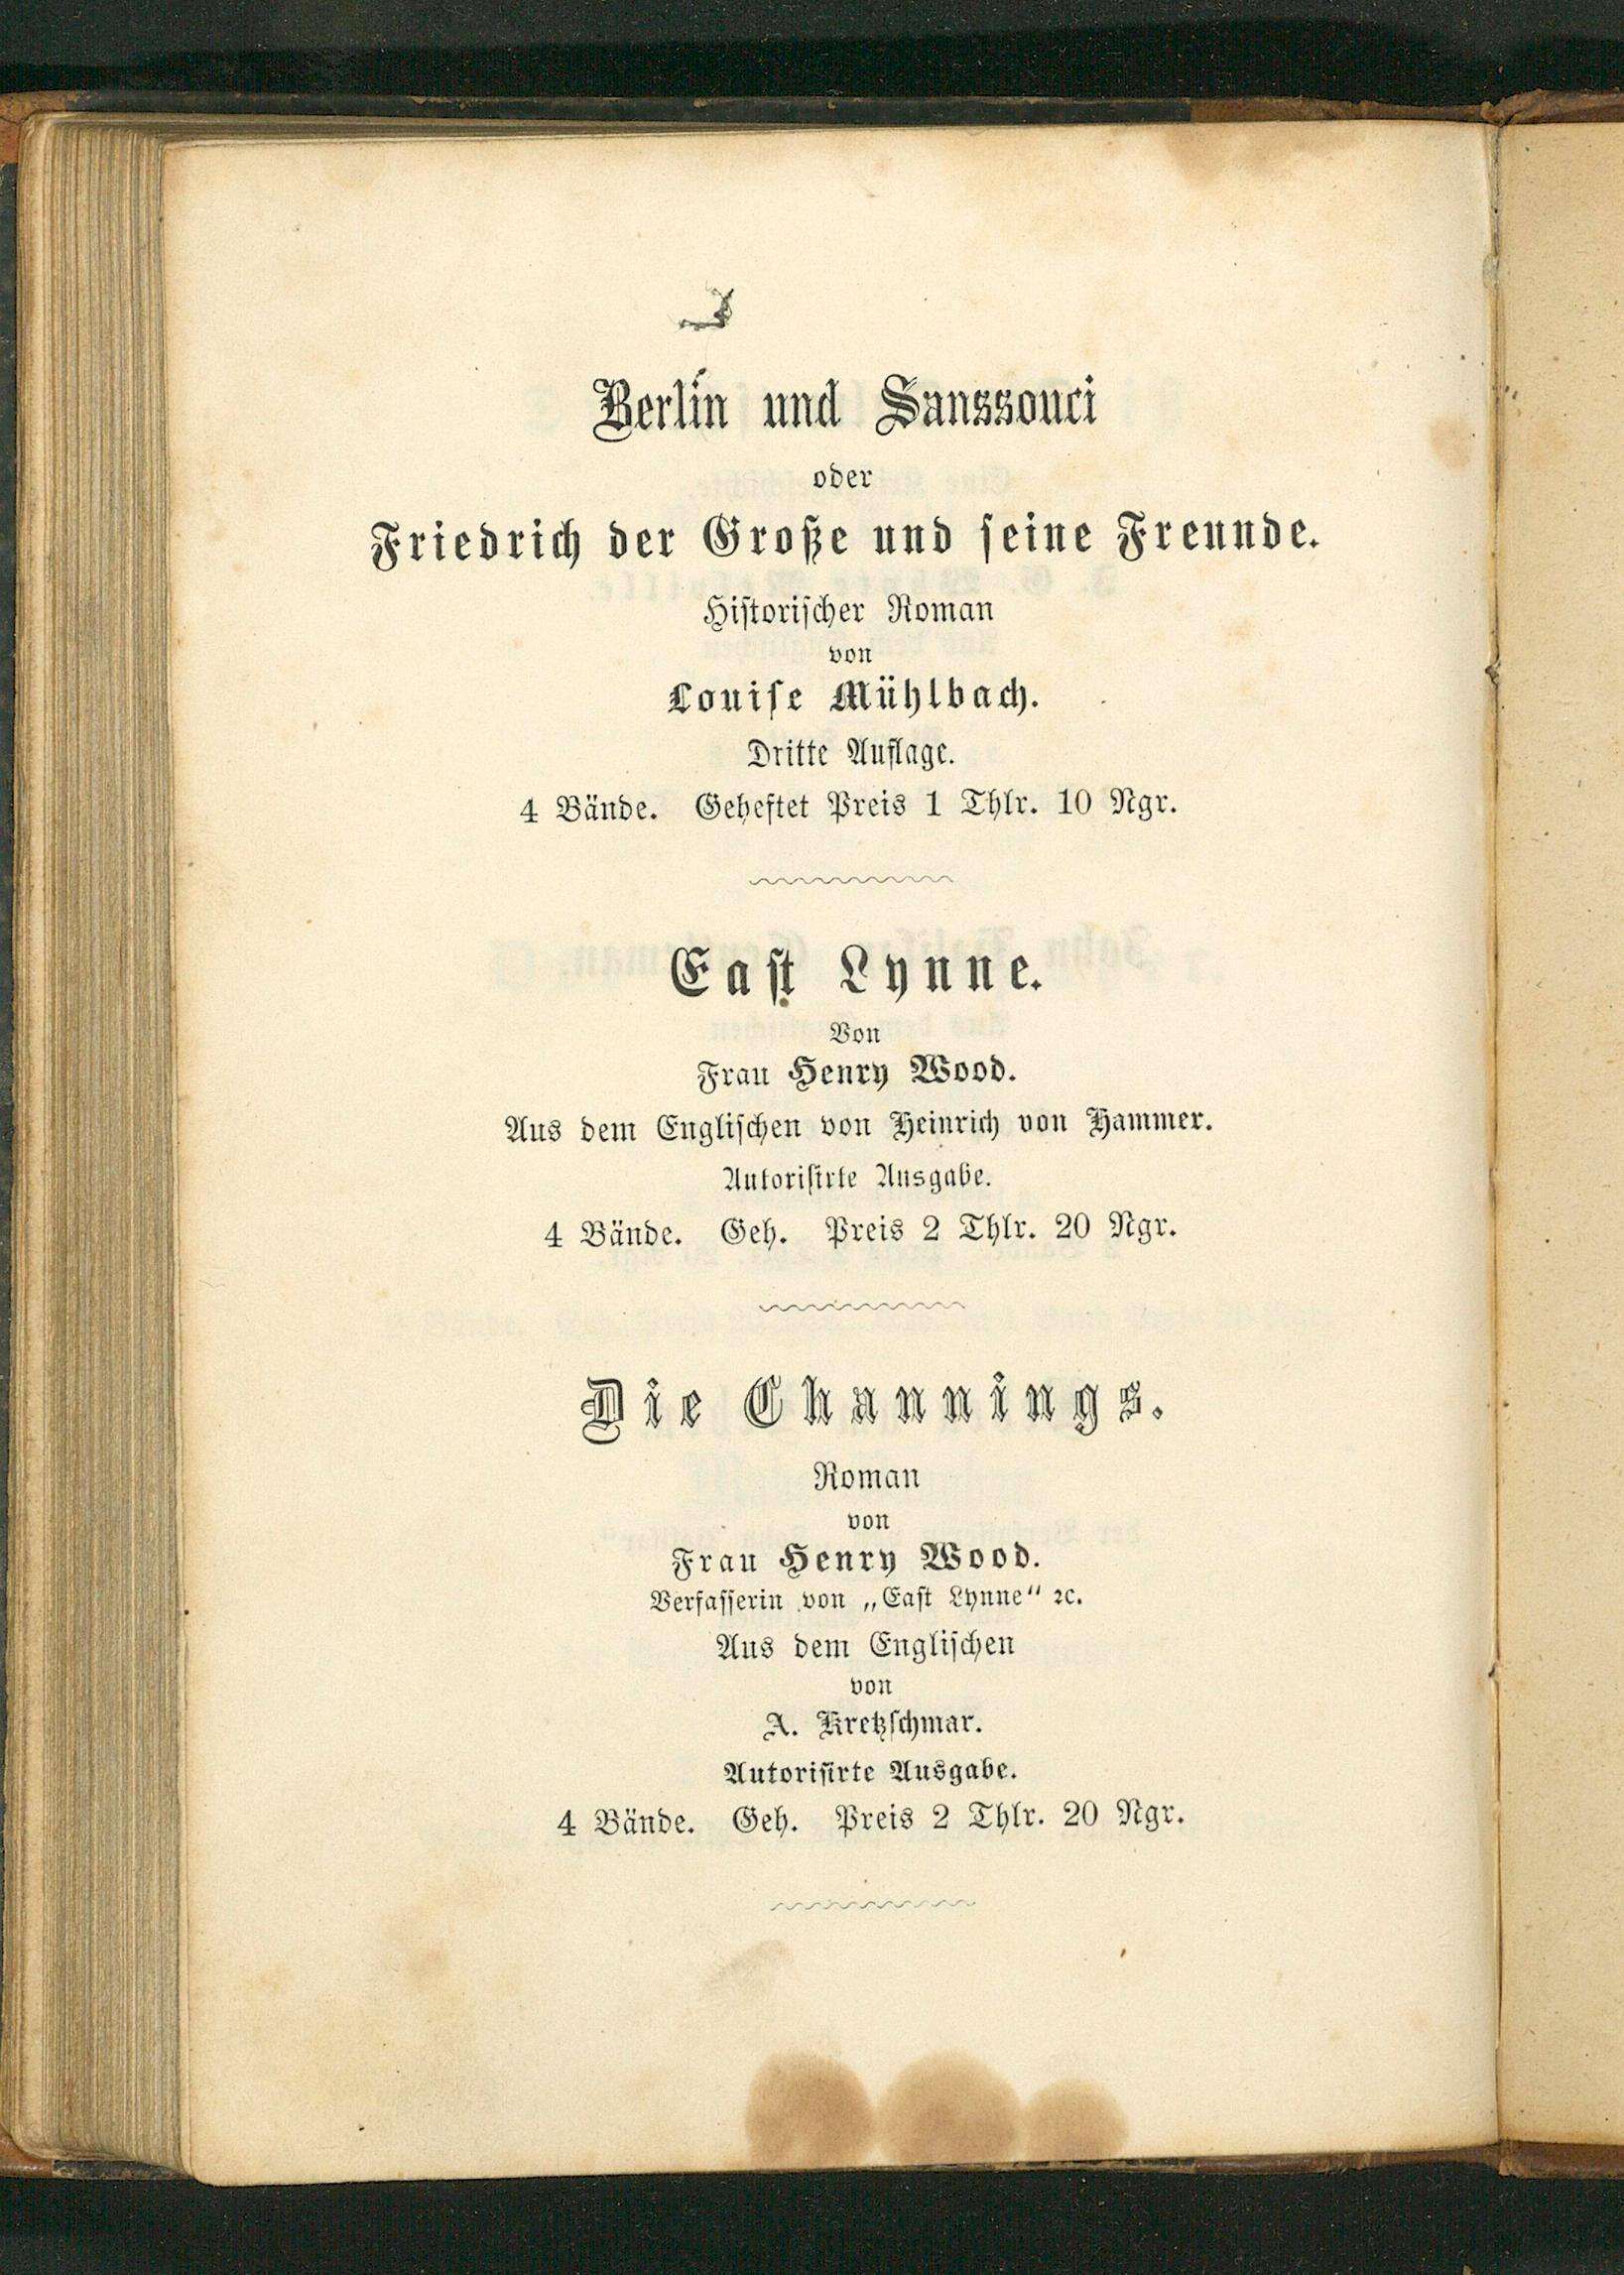 Berlin und Sanssouci
oder
Friedrich der Große und seine Freunde.
Historischer Roman
von
Louise Mühlbach.
Dritte Auflage.
4 Bände. Geheftet Preis 1 Thlr. 10 Ngr.
East Lynne.
Von
Frau Henry Wood.
Aus dem Englischen von Heinrich von Hammer.
Autorisirte Ausgabe.
4 Bände. Geh. Preis 2 Thlr. 20 Ngr.
Die Channings.
Roman
von
Frau Henry Wood.
Verfasserin von „East Lynne“ ꝛc.
Aus dem Englischen
von
A. Kretzschmar.
Autorisirte Ausgabe.
4 Bände. Geh. Preis 2 Thlr. 20 Ngr.